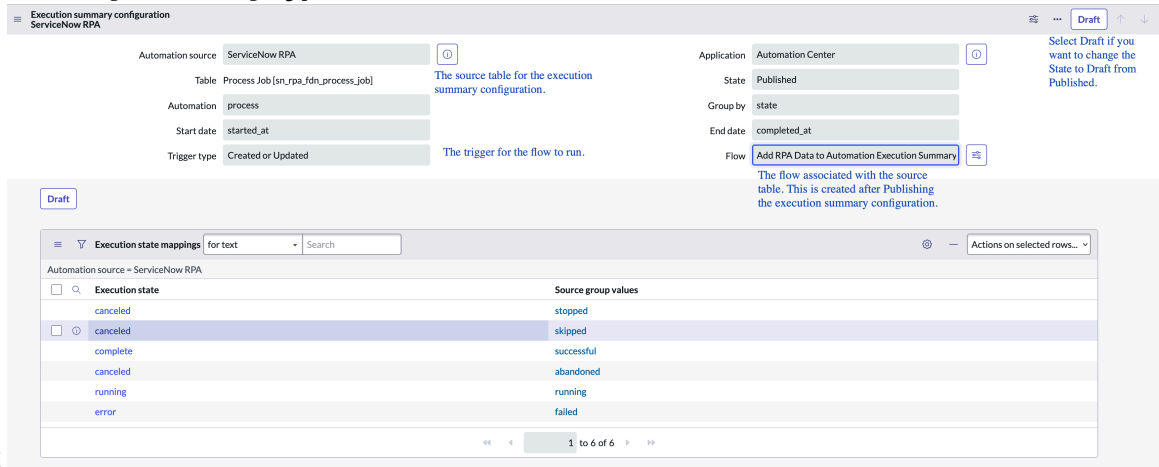 Execution summary configuration
ServiceNow RPA
Draft
Automation source ServiceNow RPA
Application Automation Center
Select Draft if you
want to change the
State to Draft from
Published.
Table Process Job [sn_rpa_fdn_process_job]
The source table for the execution
summary configuration.
State Published
Automation process
Group by state
Start date started_at
End date completed_at
Trigger type Created or Updated
The trigger for the flow to run.
Flow Add RPA Data to Automation Execution Summary
The flow associated with the source
table. This is created after Publishing
the execution summary configuration.
Draft
Execution state mappings for text Search Actions on selected rows...
Automation source = ServiceNow RPA
Execution state Source group values
canceled stopped
canceled skipped
complete successful
canceled abandoned
running running
error failed
1 to 6 of 6